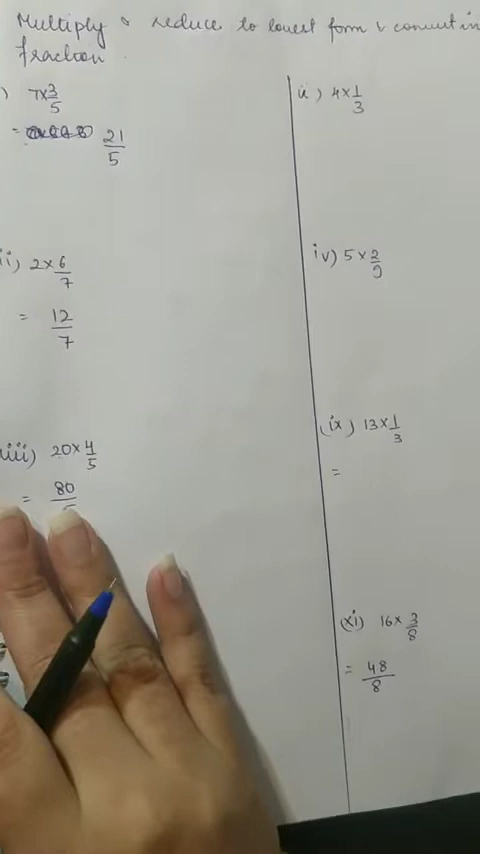 Multiply & reduce to lowest form & convert in
fraction
) 7×3/5
= 21/5
ii) 4×1/3
ii) 2×6/7
= 12/7
iv) 5×2/9
iii) 20×4/5
= 80/5
(ix) 13×1/3
=
(xi) 16×3/8
= 48/8